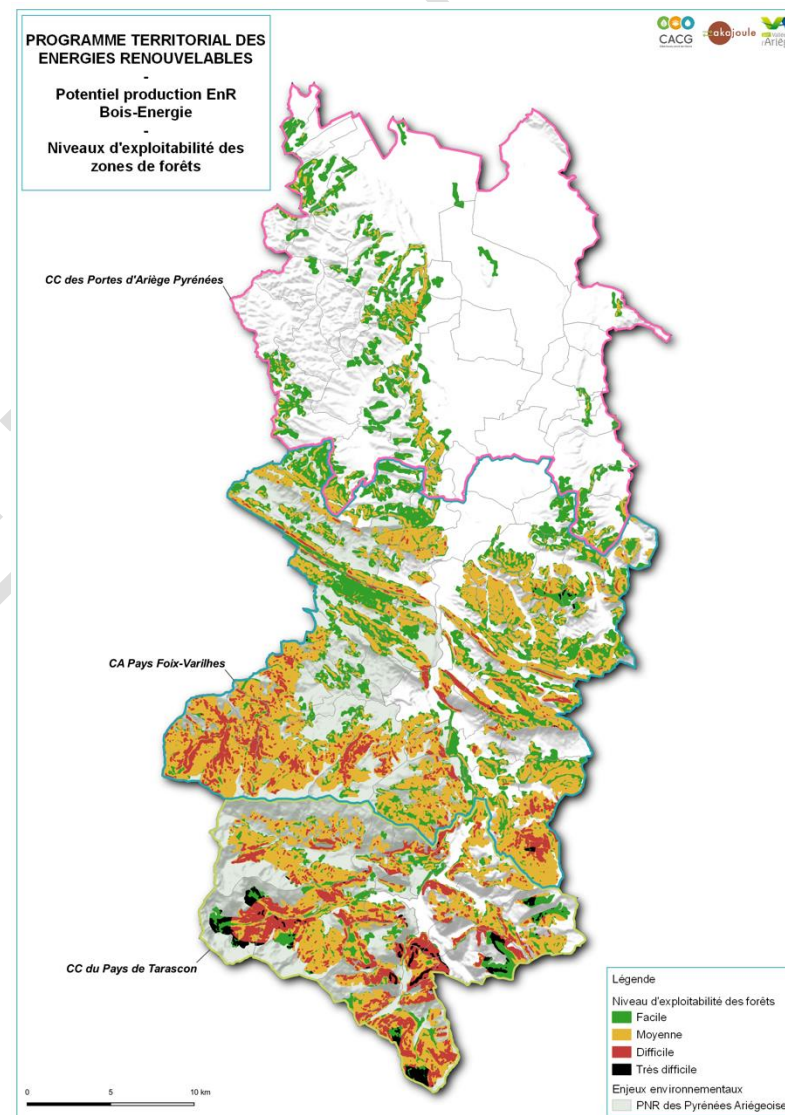 PROGRAMME TERRITORIAL DES
ENERGIES RENOUVELABLES
-
Potentiel production EnR
Bois-Energie
-
Niveaux d'exploitabilité des
zones de forêts
CACG
akajoule
CC des Portes d'Ariège Pyrénées
CA Pays Foix-Varilhes
CC du Pays de Tarascon
Légende
Niveau d'exploitabilité des forêts
Facile
Moyenne
Difficile
Très difficile
Enjeux environnementaux
PNR des Pyrénées Ariégeoise
0 5 10 km